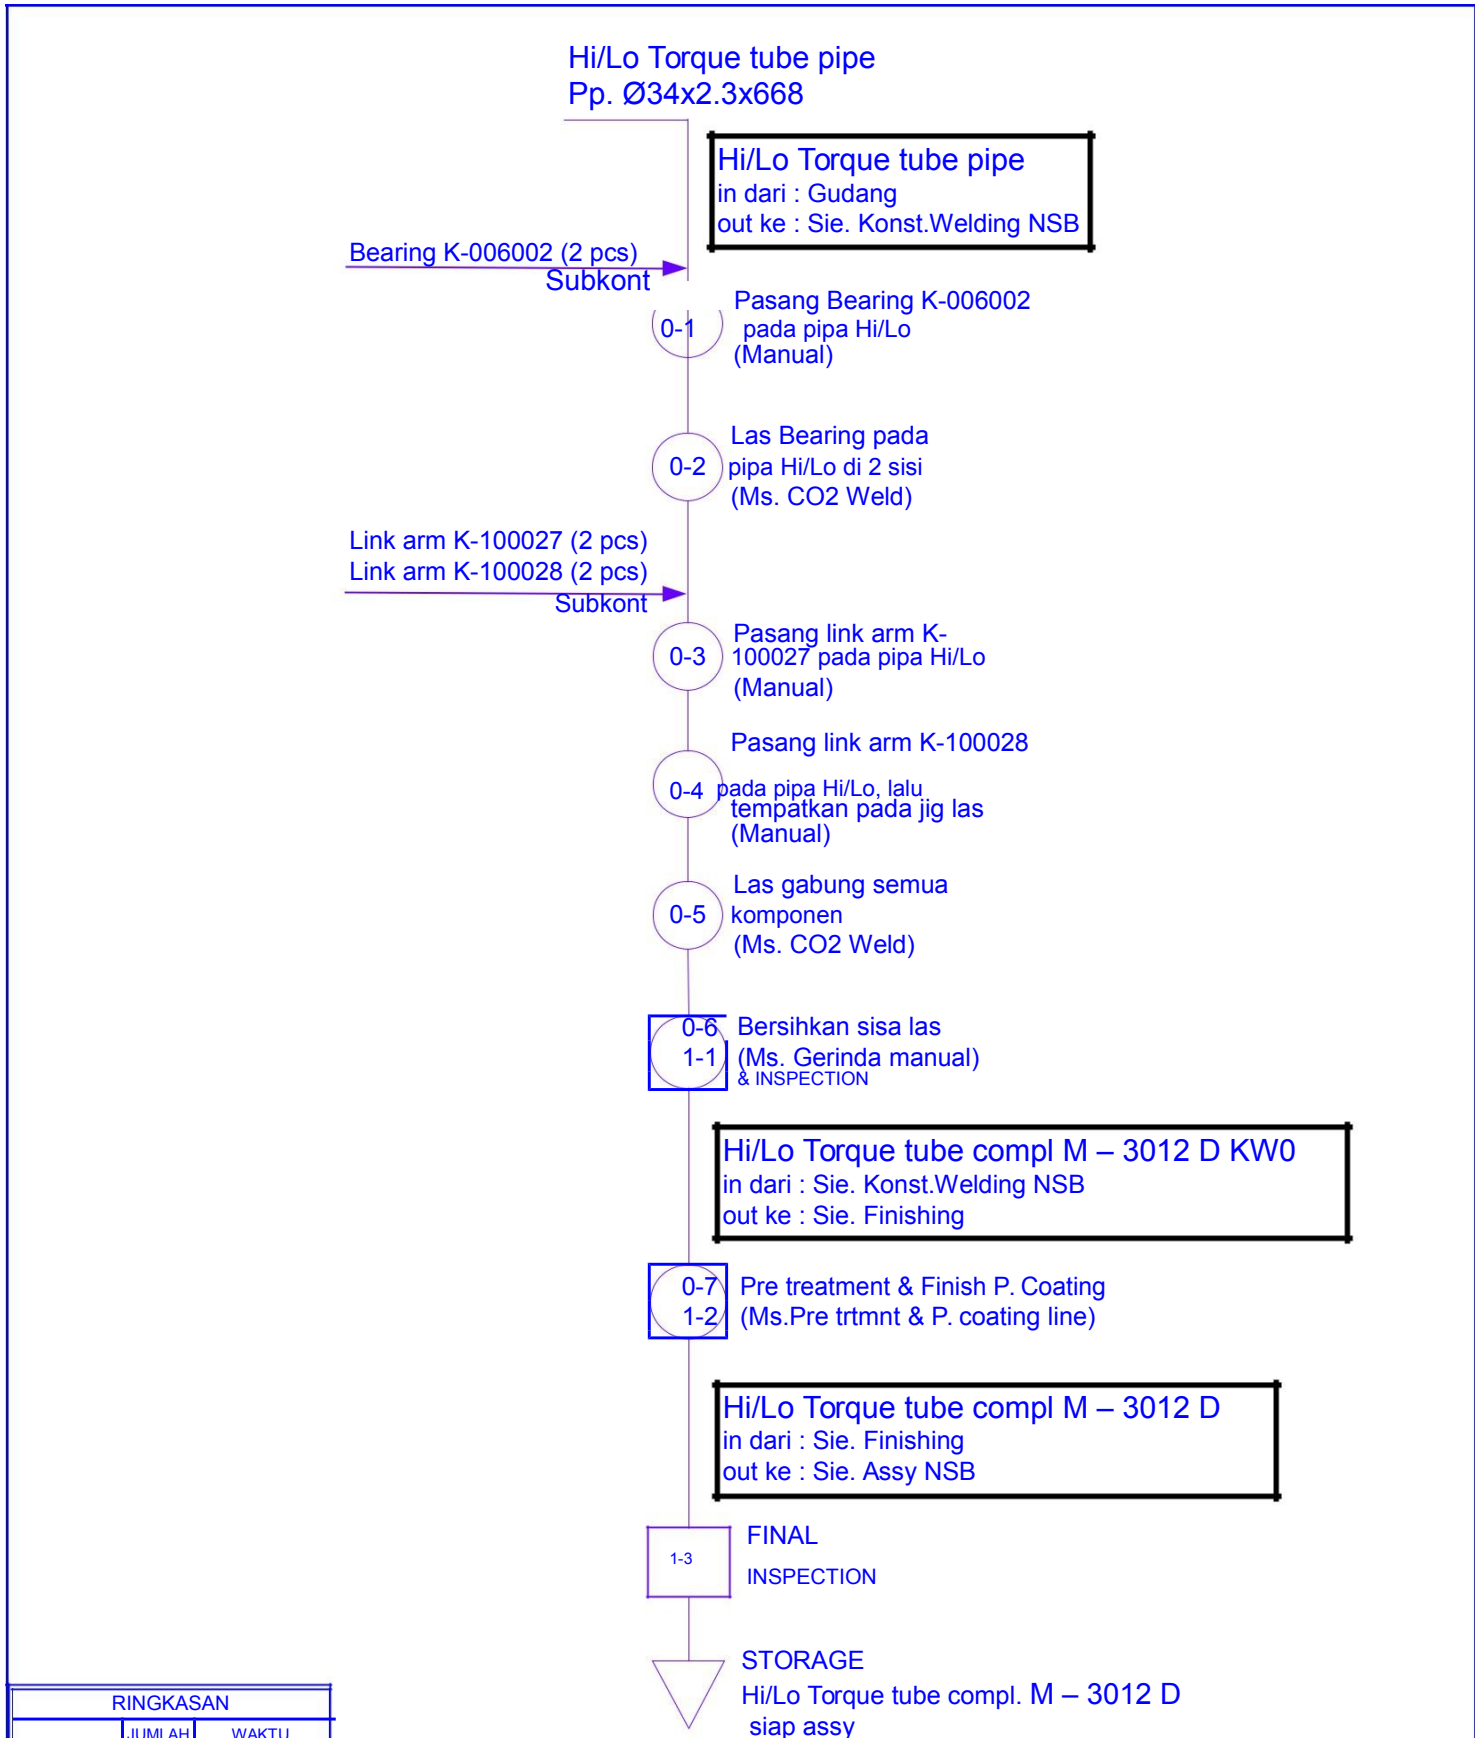 Hi/Lo Torque tube pipe
Pp. Ø34x2.3x668
Hi/Lo Torque tube pipe
in dari : Gudang
out ke : Sie. Konst.Welding NSB
Bearing K-006002 (2 pcs)
Subkont
0-1
Pasang Bearing K-006002
pada pipa Hi/Lo
(Manual)
0-2
Las Bearing pada
pipa Hi/Lo di 2 sisi
(Ms. CO2 Weld)
Link arm K-100027 (2 pcs)
Link arm K-100028 (2 pcs)
Subkont
0-3
Pasang link arm K-
100027 pada pipa Hi/Lo
(Manual)
0-4
Pasang link arm K-100028
pada pipa Hi/Lo, lalu
tempatkan pada jig las
(Manual)
0-5
Las gabung semua
komponen
(Ms. CO2 Weld)
0-6
1-1
Bersihkan sisa las
(Ms. Gerinda manual)
& INSPECTION
Hi/Lo Torque tube compl M – 3012 D KW0
in dari : Sie. Konst.Welding NSB
out ke : Sie. Finishing
0-7
1-2
Pre treatment & Finish P. Coating
(Ms.Pre trtmnt & P. coating line)
Hi/Lo Torque tube compl M – 3012 D
in dari : Sie. Finishing
out ke : Sie. Assy NSB
1-3
FINAL
INSPECTION
STORAGE
Hi/Lo Torque tube compl. M – 3012 D
siap assy
RINGKASAN
JUMLAH WAKTU